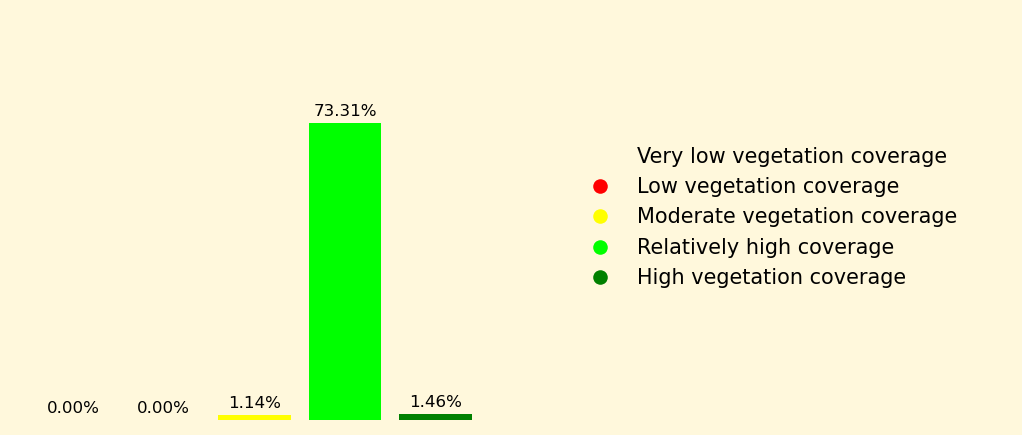 73.31%
0.00%
0.00%
1.14%
1.46%
Very low vegetation coverage
Low vegetation coverage
Moderate vegetation coverage
Relatively high coverage
High vegetation coverage